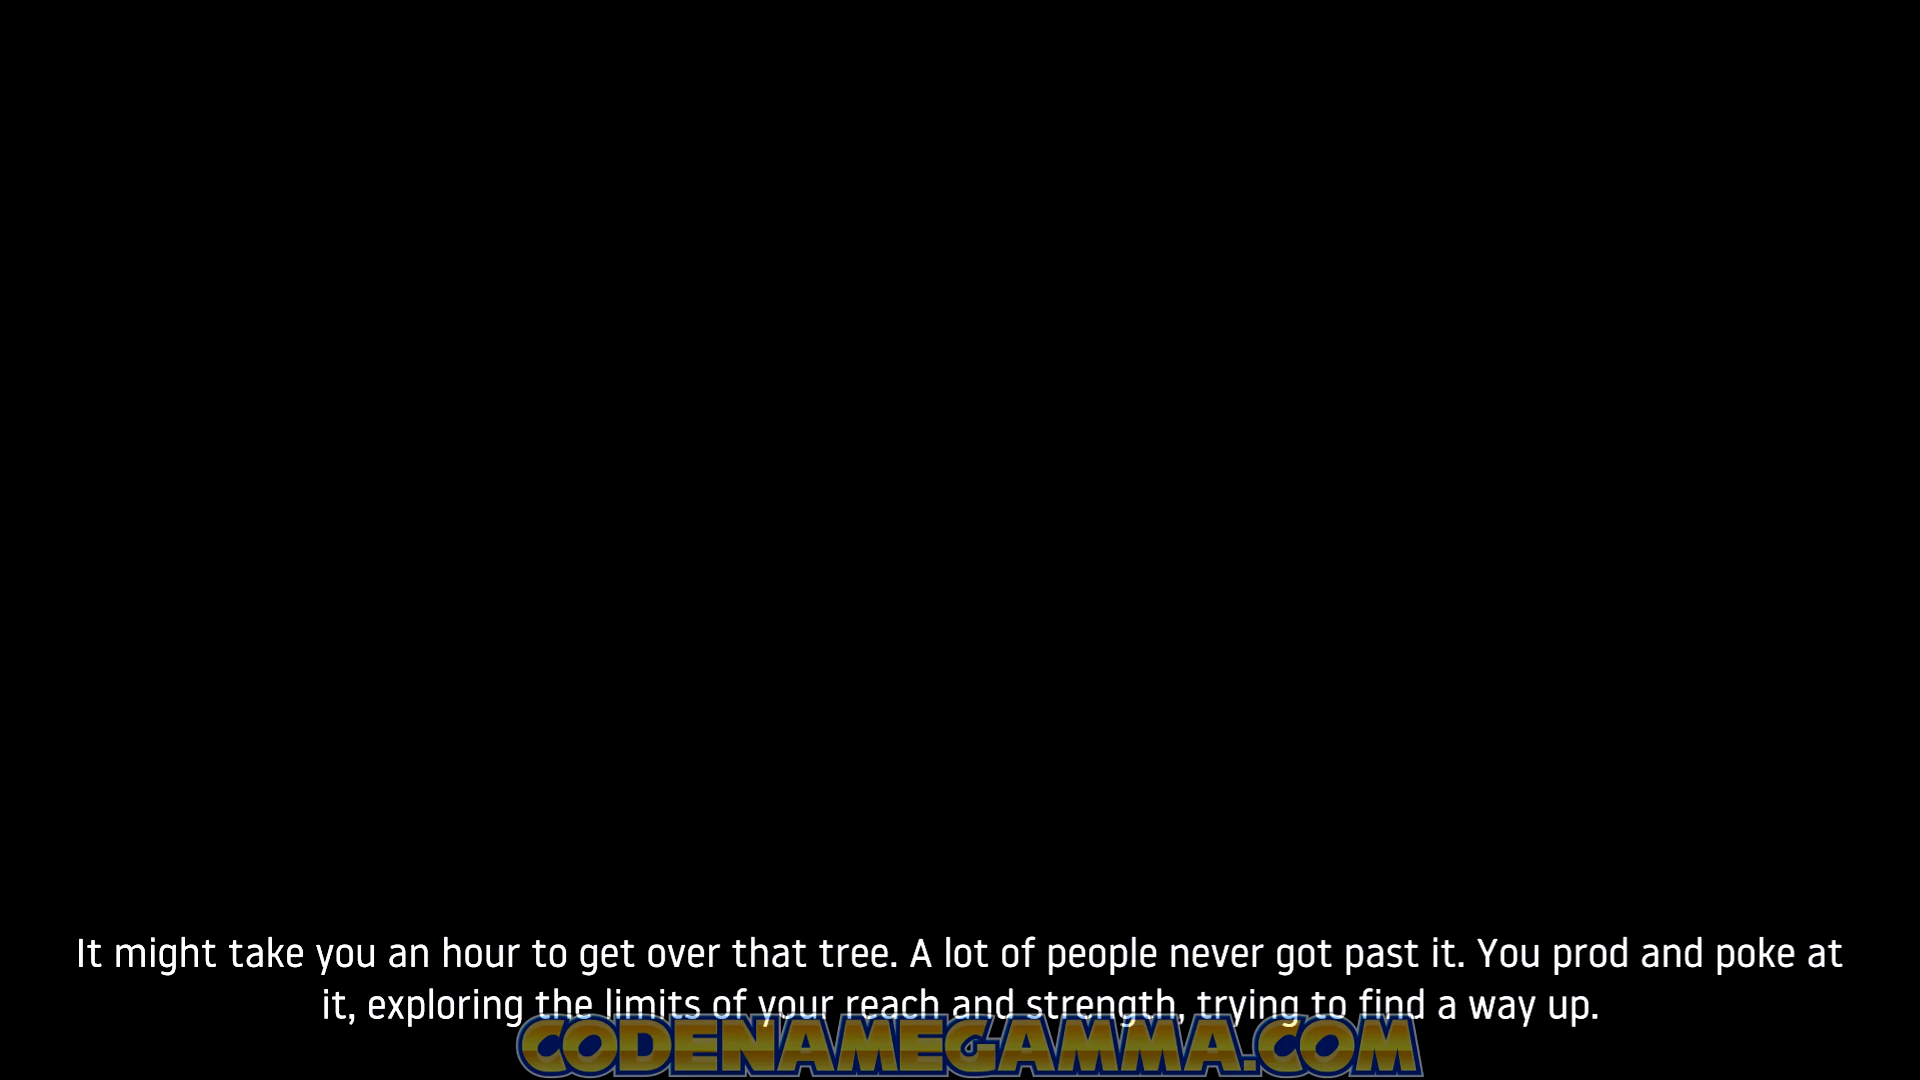 It might take you an hour to get over that tree. A lot of people never got past it. You prod and poke at
it, exploring the limits of your reach and strength, trying to find a way up.
CODENAMEGAMMA.COM